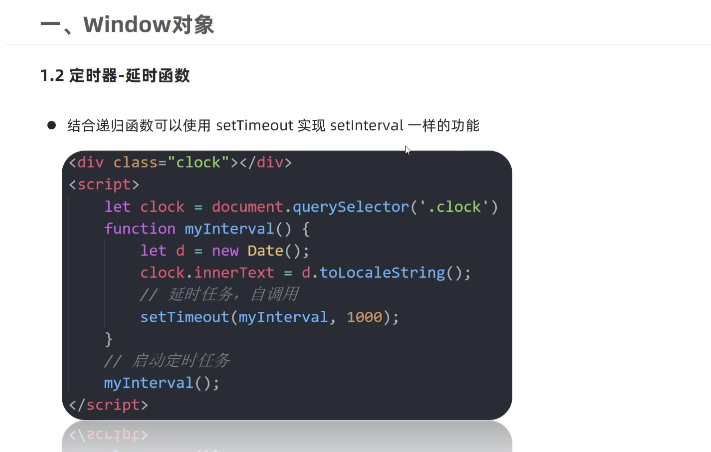 一、Window对象
1.2 定时器-延时函数
● 结合递归函数可以使用 setTimeout 实现 setInterval 一样的功能
<div class="clock"></div>
<script>
    let clock = document.querySelector('.clock')
    function myInterval() {
        let d = new Date();
        clock.innerText = d.toLocaleString();
        // 延时任务，自调用
        setTimeout(myInterval, 1000);
    }
    // 启动定时任务
    myInterval();
</script>